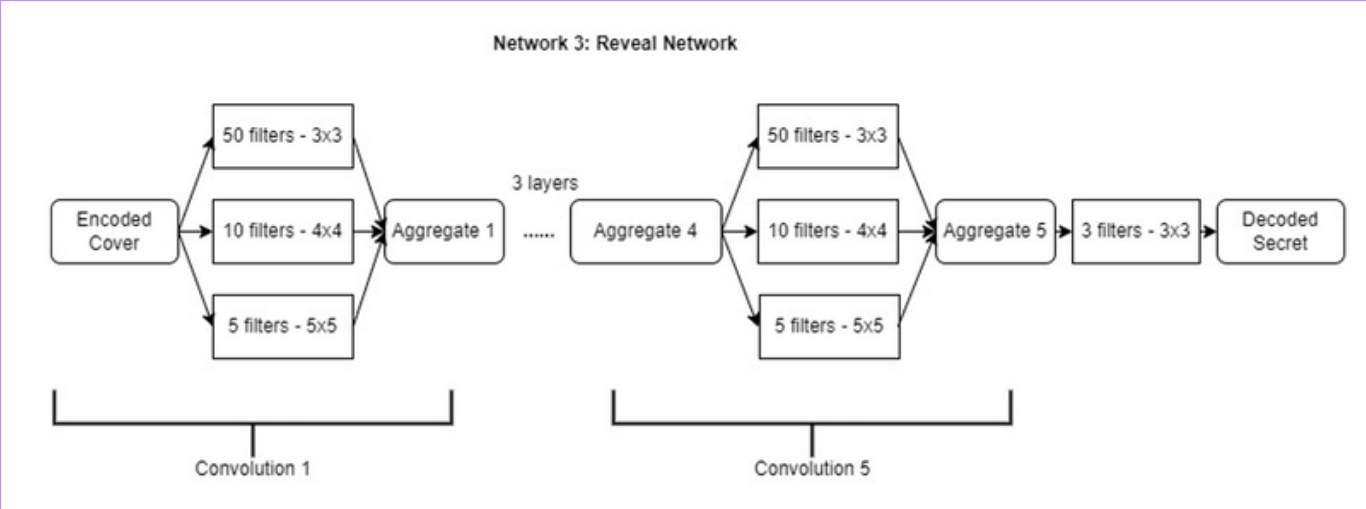 Network 3: Reveal Network
50 filters - 3x3
50 filters - 3x3
3 layers
Encoded
Cover
10 filters - 4x4
Aggregate 1
......
Aggregate 4
10 filters - 4x4
Aggregate 5
3 filters - 3x3
Decoded
Secret
5 filters - 5x5
5 filters - 5x5
Convolution 1
Convolution 5